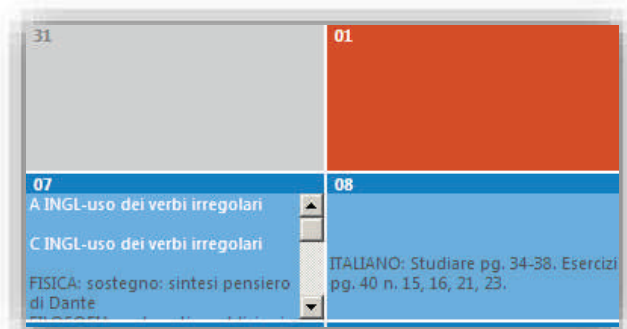 31
01
07
08
A INGL-uso dei verbi irregolari
C INGL-uso dei verbi irregolari
FISICA: sostegno: sintesi pensiero
di Dante
ITALIANO: Studiare pg. 34-38. Esercizi
pg. 40 n. 15, 16, 21, 23.